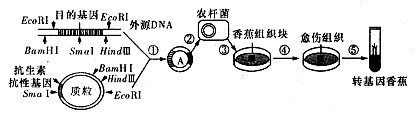 EcoRI 目的基因 EcoRI
外源DNA
BamHI SmaI HindⅢ
抗生素
抗性基因
SmaI
质粒
BamHI
HindⅢ
EcoRI
①
A
②
农杆菌
③
香蕉组织块
④
愈伤组织
⑤
转基因香蕉